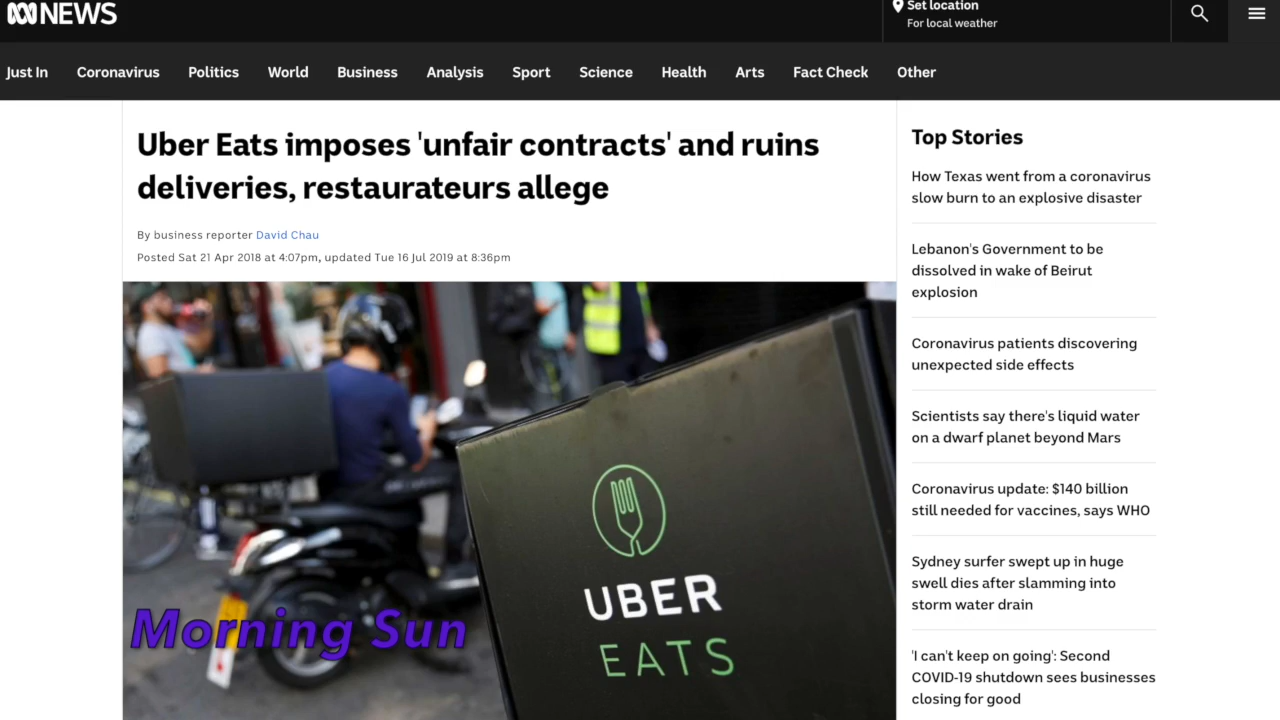 NEWS
Set location
For local weather
Just In
Coronavirus
Politics
World
Business
Analysis
Sport
Science
Health
Arts
Fact Check
Other
Uber Eats imposes 'unfair contracts' and ruins
deliveries, restaurateurs allege
By business reporter David Chau
Posted Sat 21 Apr 2018 at 4:07pm, updated Tue 16 Jul 2019 at 8:36pm
UBER
EATS
Morning Sun
Top Stories
How Texas went from a coronavirus
slow burn to an explosive disaster
Lebanon's Government to be
dissolved in wake of Beirut
explosion
Coronavirus patients discovering
unexpected side effects
Scientists say there's liquid water
on a dwarf planet beyond Mars
Coronavirus update: $140 billion
still needed for vaccines, says WHO
Sydney surfer swept up in huge
swell dies after slamming into
storm water drain
'I can't keep on going': Second
COVID-19 shutdown sees businesses
closing for good